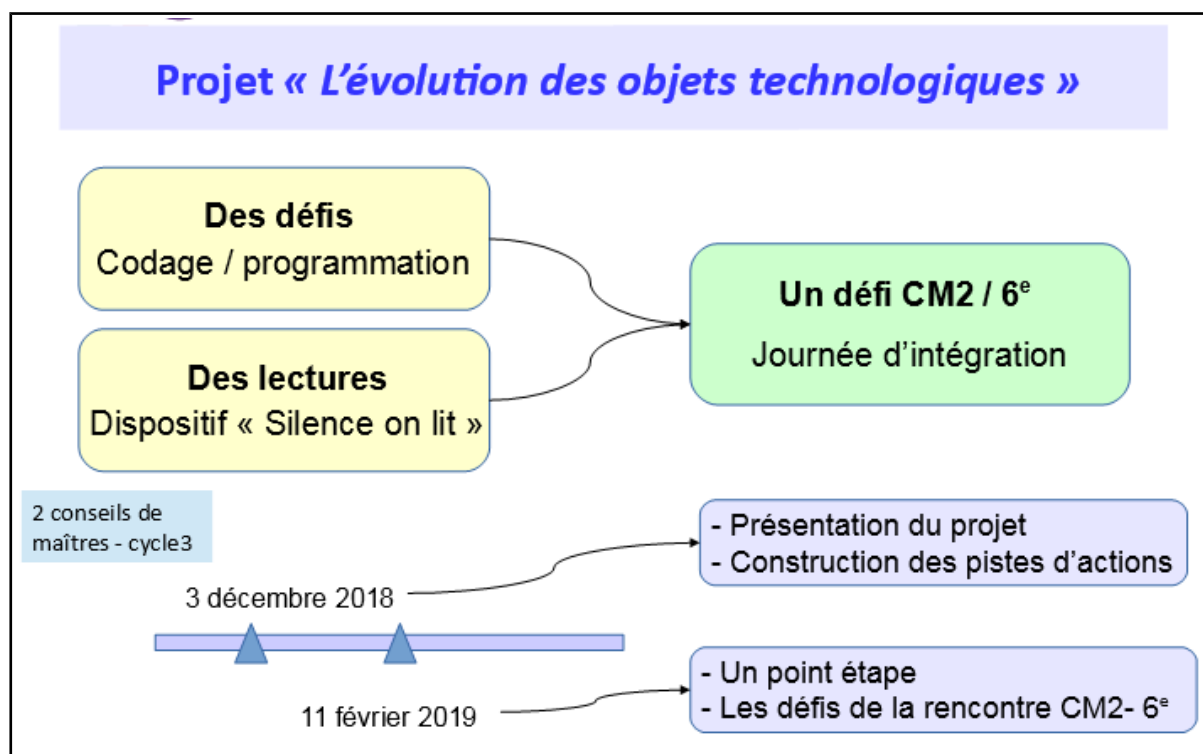 Projet « L’évolution des objets technologiques »
Des défis
Codage / programmation
Un défi CM2 / 6e
Journée d’intégration
Des lectures
Dispositif « Silence on lit »
2 conseils de
maîtres - cycle3
- Présentation du projet
- Construction des pistes d’actions
3 décembre 2018
- Un point étape
- Les défis de la rencontre CM2- 6e
11 février 2019